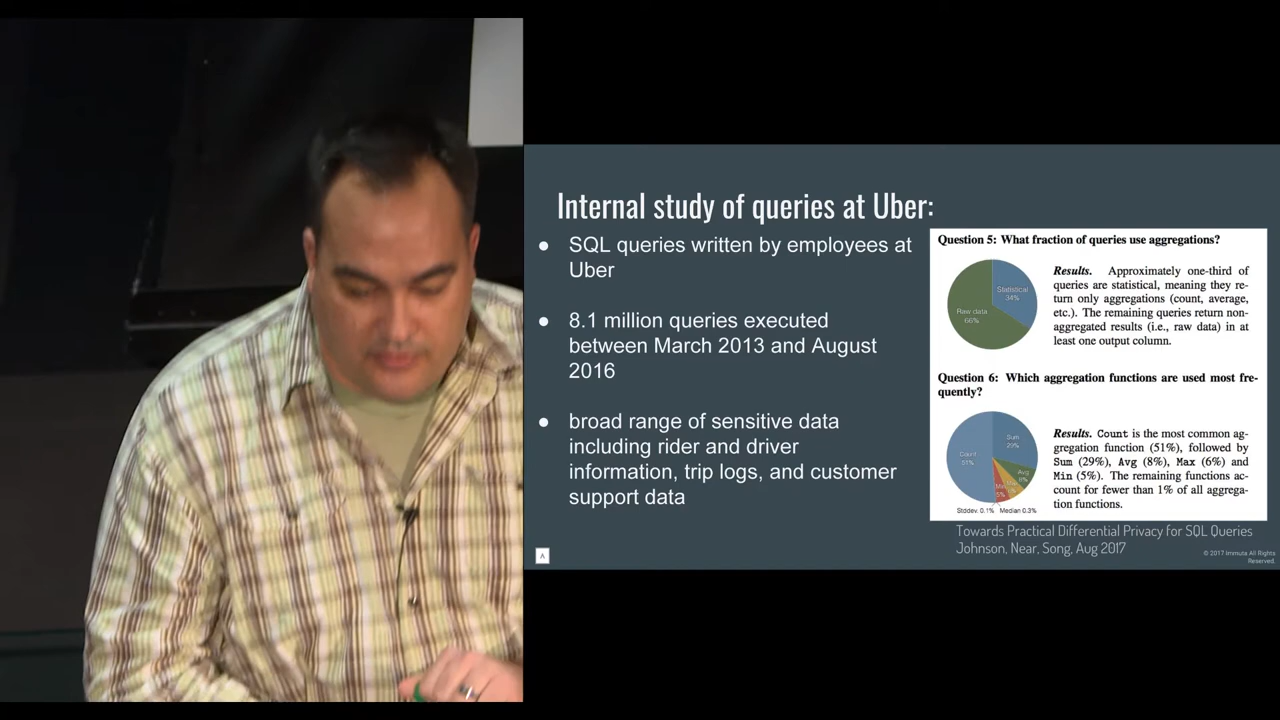 Internal study of queries at Uber:
● SQL queries written by employees at
Uber
● 8.1 million queries executed
between March 2013 and August
2016
● broad range of sensitive data
including rider and driver
information, trip logs, and customer
support data
Question 5: What fraction of queries use aggregations?
Statistical
34%
Raw data
66%
Results. Approximately one-third of
queries are statistical, meaning they re-
turn only aggregations (count, average,
etc.). The remaining queries return non-
aggregated results (i.e., raw data) in at
least one output column.
Question 6: Which aggregation functions are used most fre-
quently?
Sum
29%
Count
51%
Avg
8%
Min
5%
Stddev. 0.1% Median 0.3%
Results. Count is the most common ag-
gregation function (51%), followed by
Sum (29%), Avg (8%), Max (6%) and
Min (5%). The remaining functions ac-
count for fewer than 1% of all aggrega-
tion functions.
Towards Practical Differential Privacy for SQL Queries
Johnson, Near, Song, Aug 2017
© 2017 Immuta All Rights
Reserved.